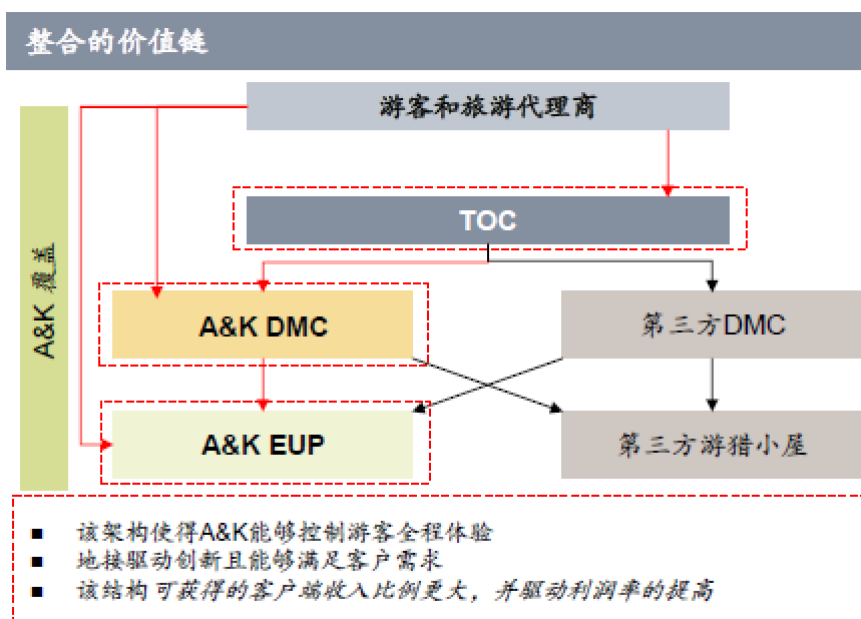 整合的价值链
游客和旅游代理商
TOC
A&K 覆盖
A&K DMC
第三方DMC
A&K EUP
第三方游猎小屋
■ 该架构使得A&K能够控制游客全程体验
■ 地接驱动创新且能够满足客户需求
■ 该结构可获得的客户端收入比例更大，并驱动利润率的提高